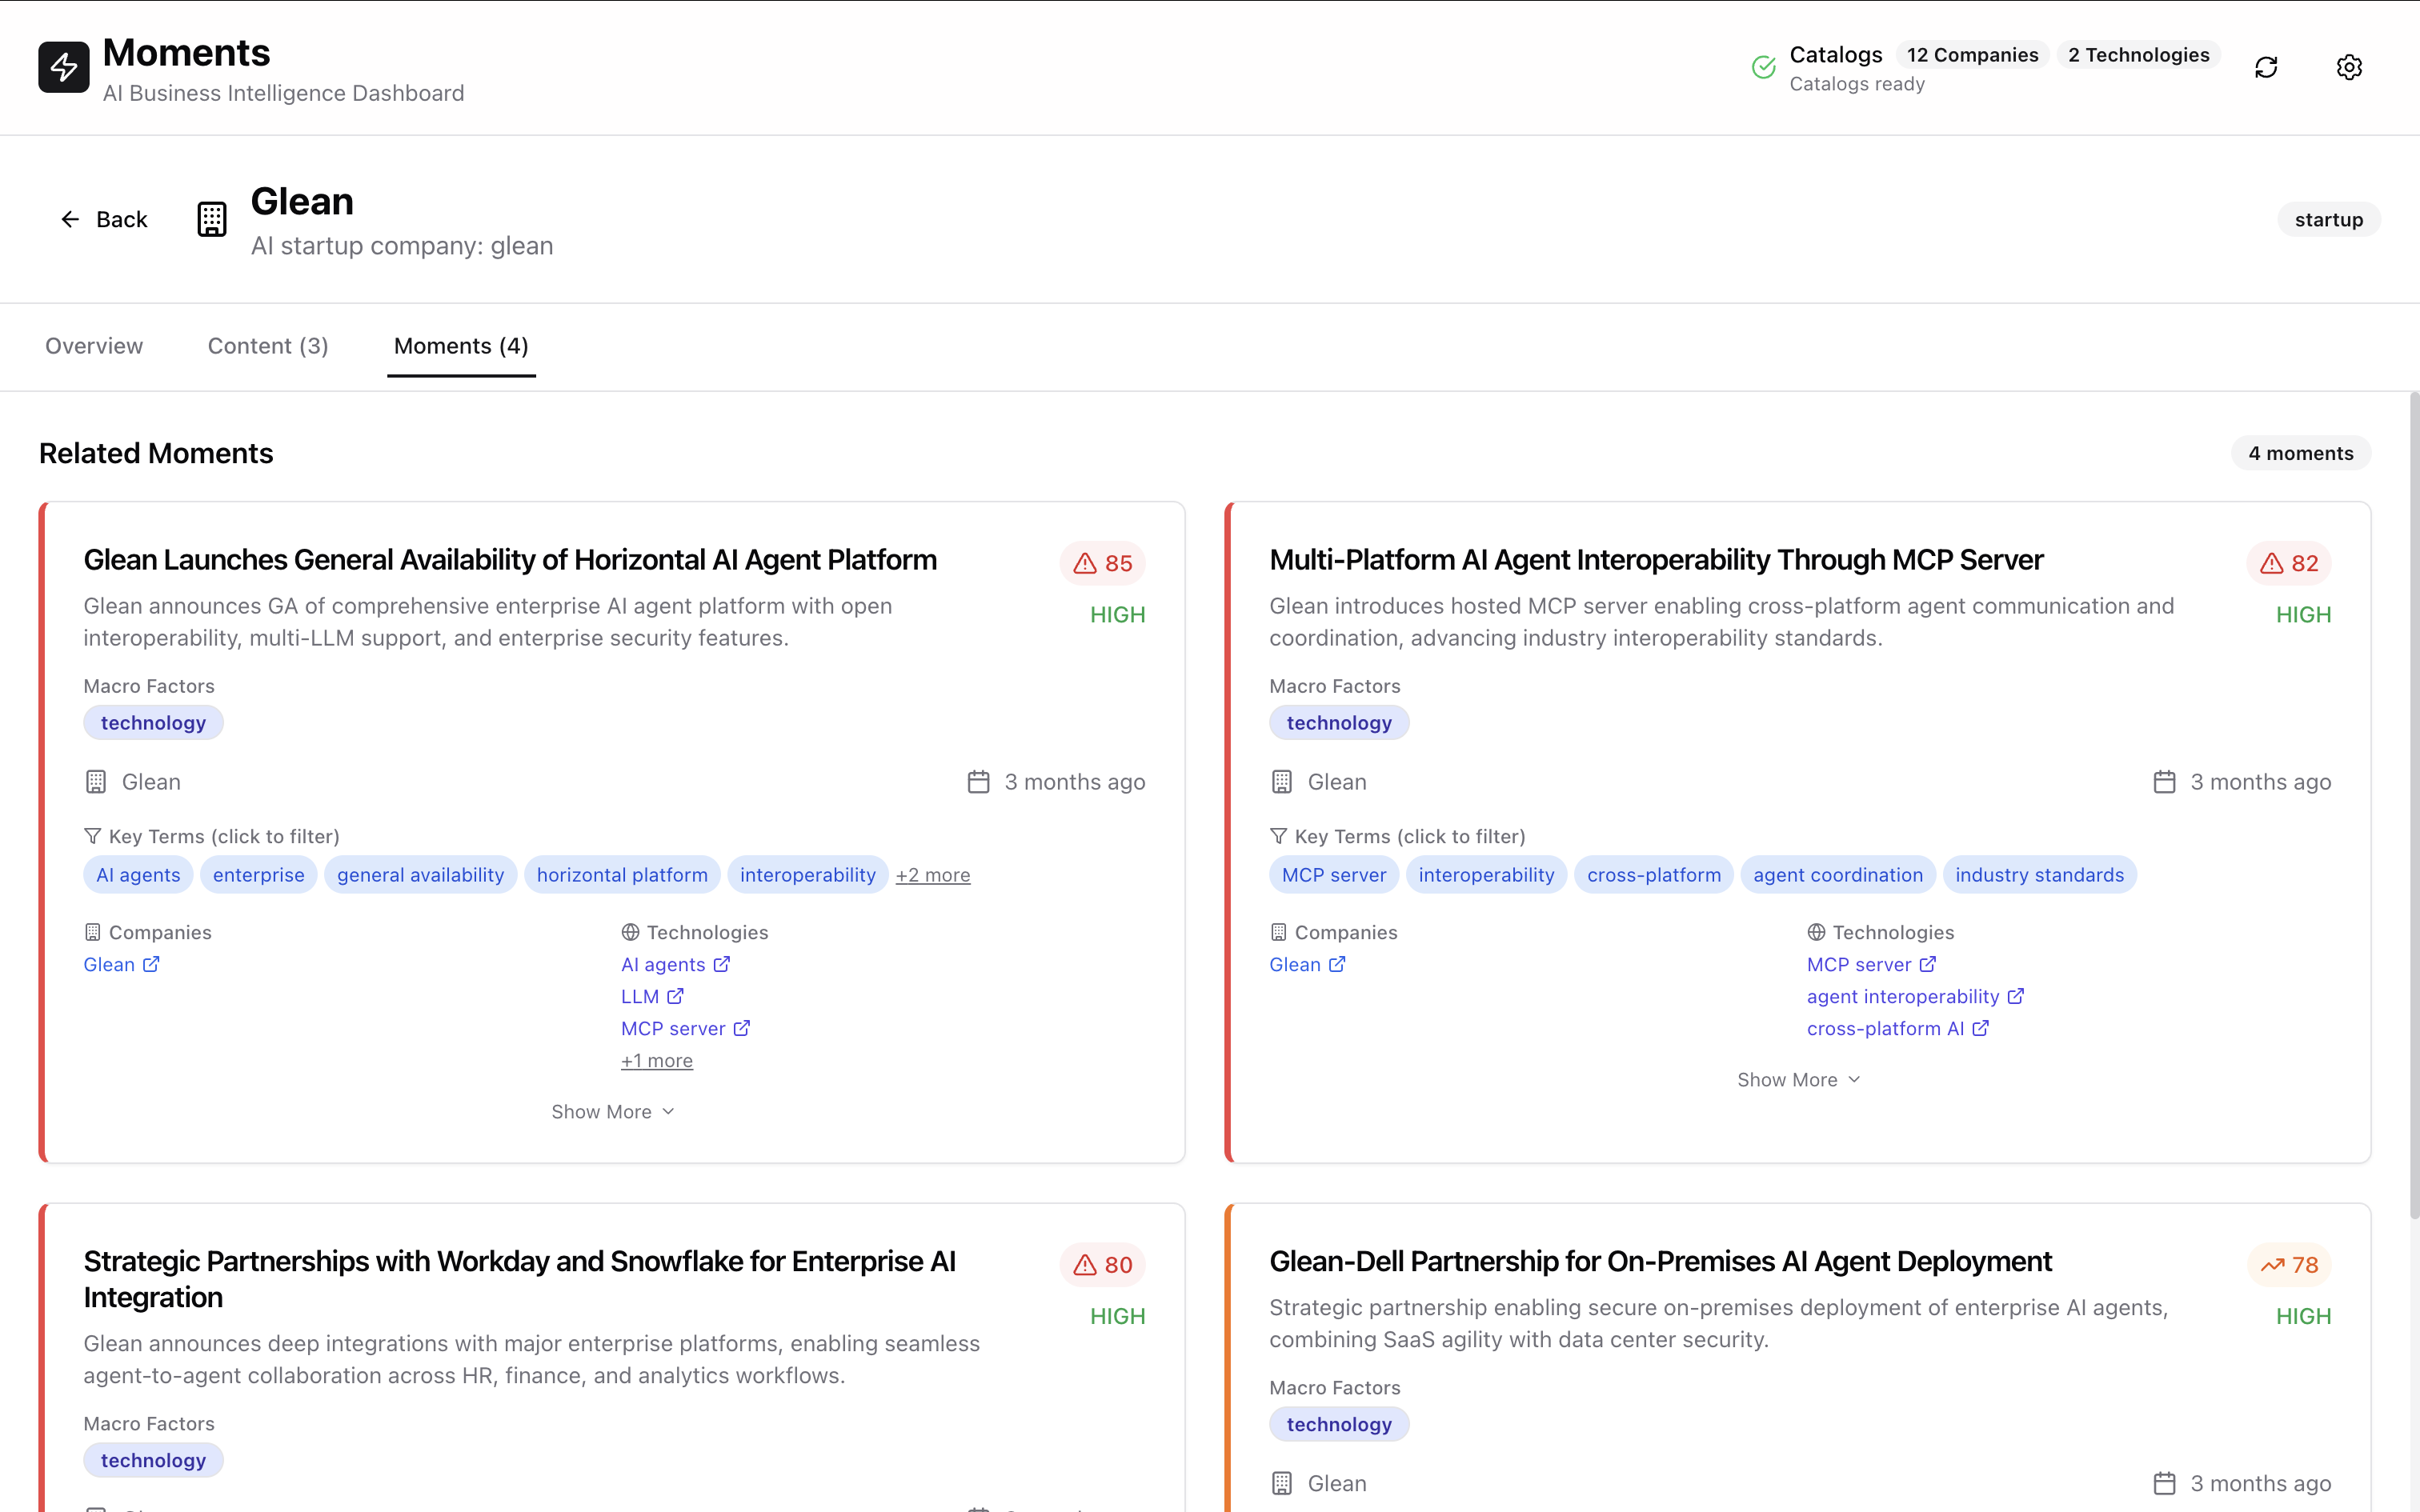 Moments
AI Business Intelligence Dashboard
Catalogs 12 Companies 2 Technologies
Catalogs ready
Back
Glean
AI startup company: glean
startup
Overview Content (3) Moments (4)
Related Moments
4 moments
Glean Launches General Availability of Horizontal AI Agent Platform
85
HIGH
Glean announces GA of comprehensive enterprise AI agent platform with open
interoperability, multi-LLM support, and enterprise security features.
Macro Factors
technology
Glean
3 months ago
Key Terms (click to filter)
AI agents enterprise general availability horizontal platform interoperability +2 more
Companies
Glean
Technologies
AI agents
LLM
MCP server
+1 more
Show More
Multi-Platform AI Agent Interoperability Through MCP Server
82
HIGH
Glean introduces hosted MCP server enabling cross-platform agent communication and
coordination, advancing industry interoperability standards.
Macro Factors
technology
Glean
3 months ago
Key Terms (click to filter)
MCP server interoperability cross-platform agent coordination industry standards
Companies
Glean
Technologies
MCP server
agent interoperability
cross-platform AI
Show More
Strategic Partnerships with Workday and Snowflake for Enterprise AI
Integration
80
HIGH
Glean announces deep integrations with major enterprise platforms, enabling seamless
agent-to-agent collaboration across HR, finance, and analytics workflows.
Macro Factors
technology
Glean-Dell Partnership for On-Premises AI Agent Deployment
78
HIGH
Strategic partnership enabling secure on-premises deployment of enterprise AI agents,
combining SaaS agility with data center security.
Macro Factors
technology
Glean
3 months ago